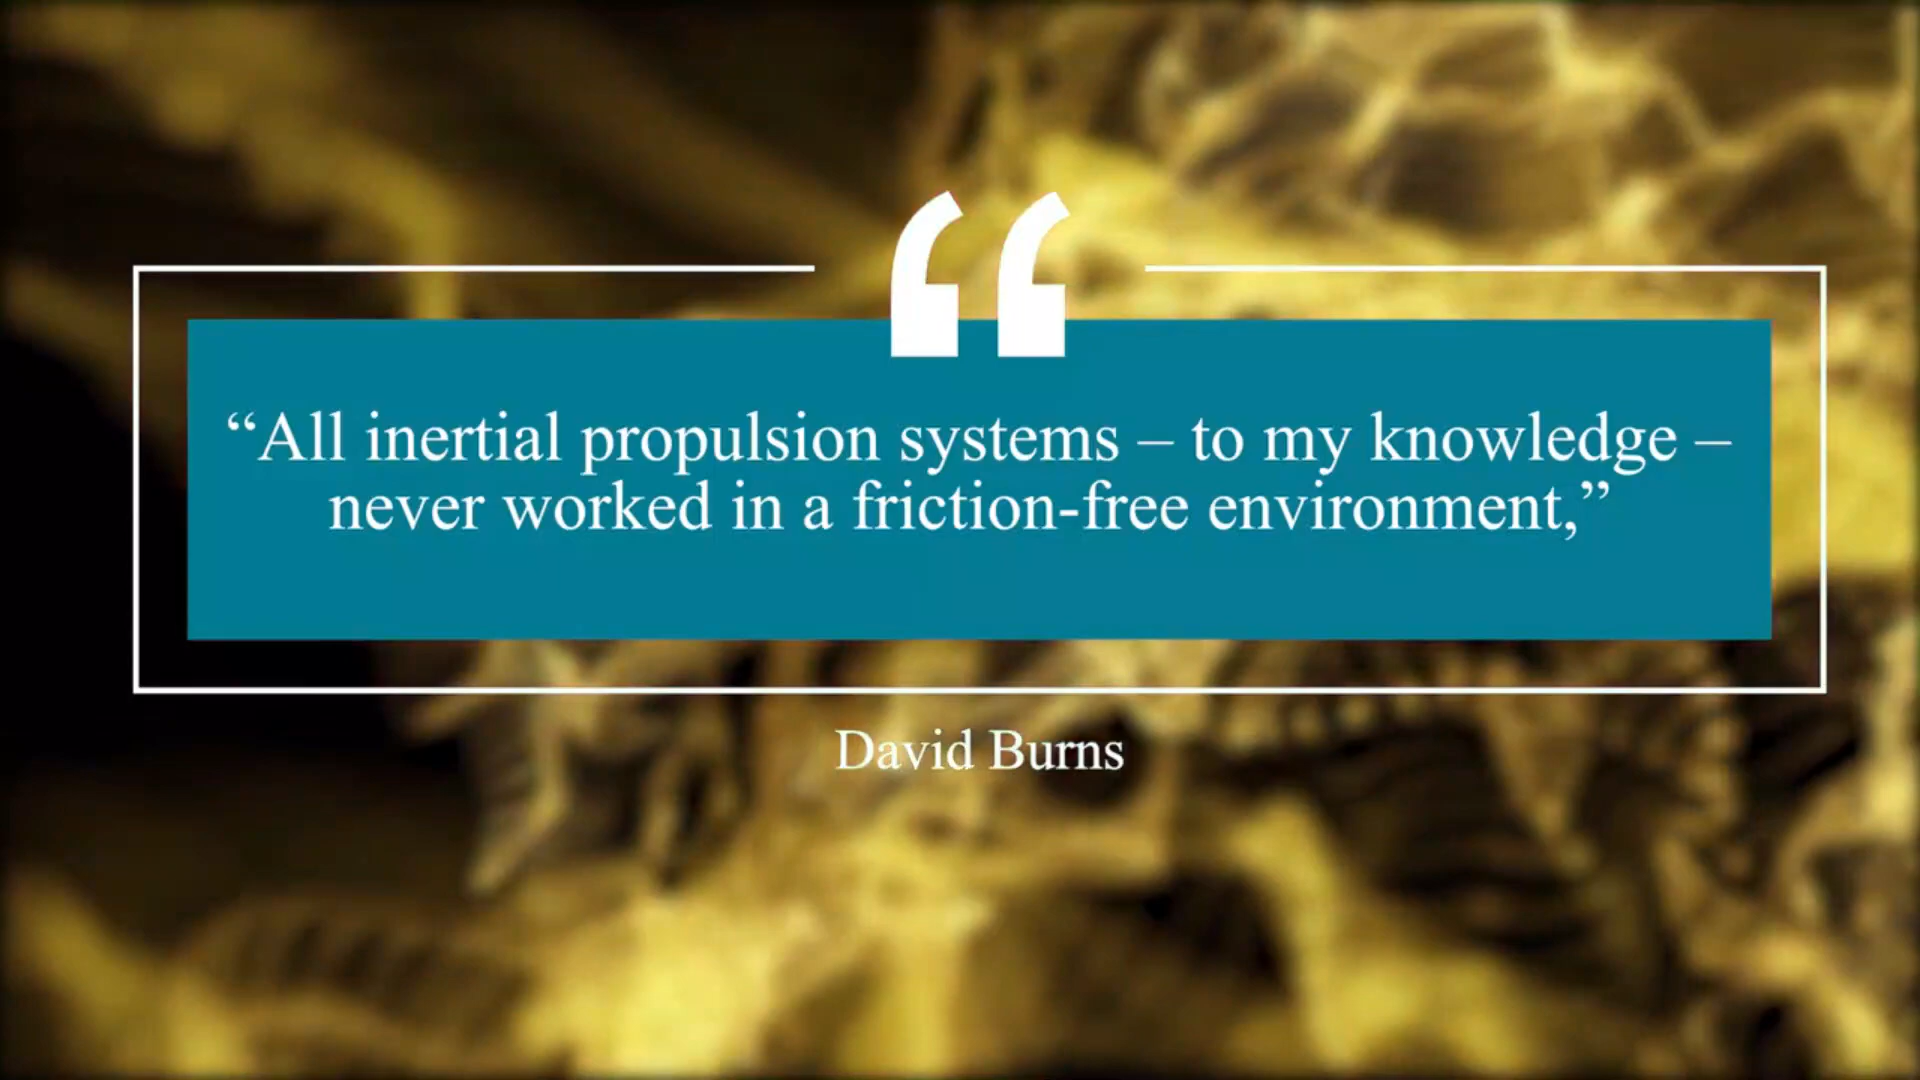 “All inertial propulsion systems – to my knowledge –
never worked in a friction-free environment,”
David Burns